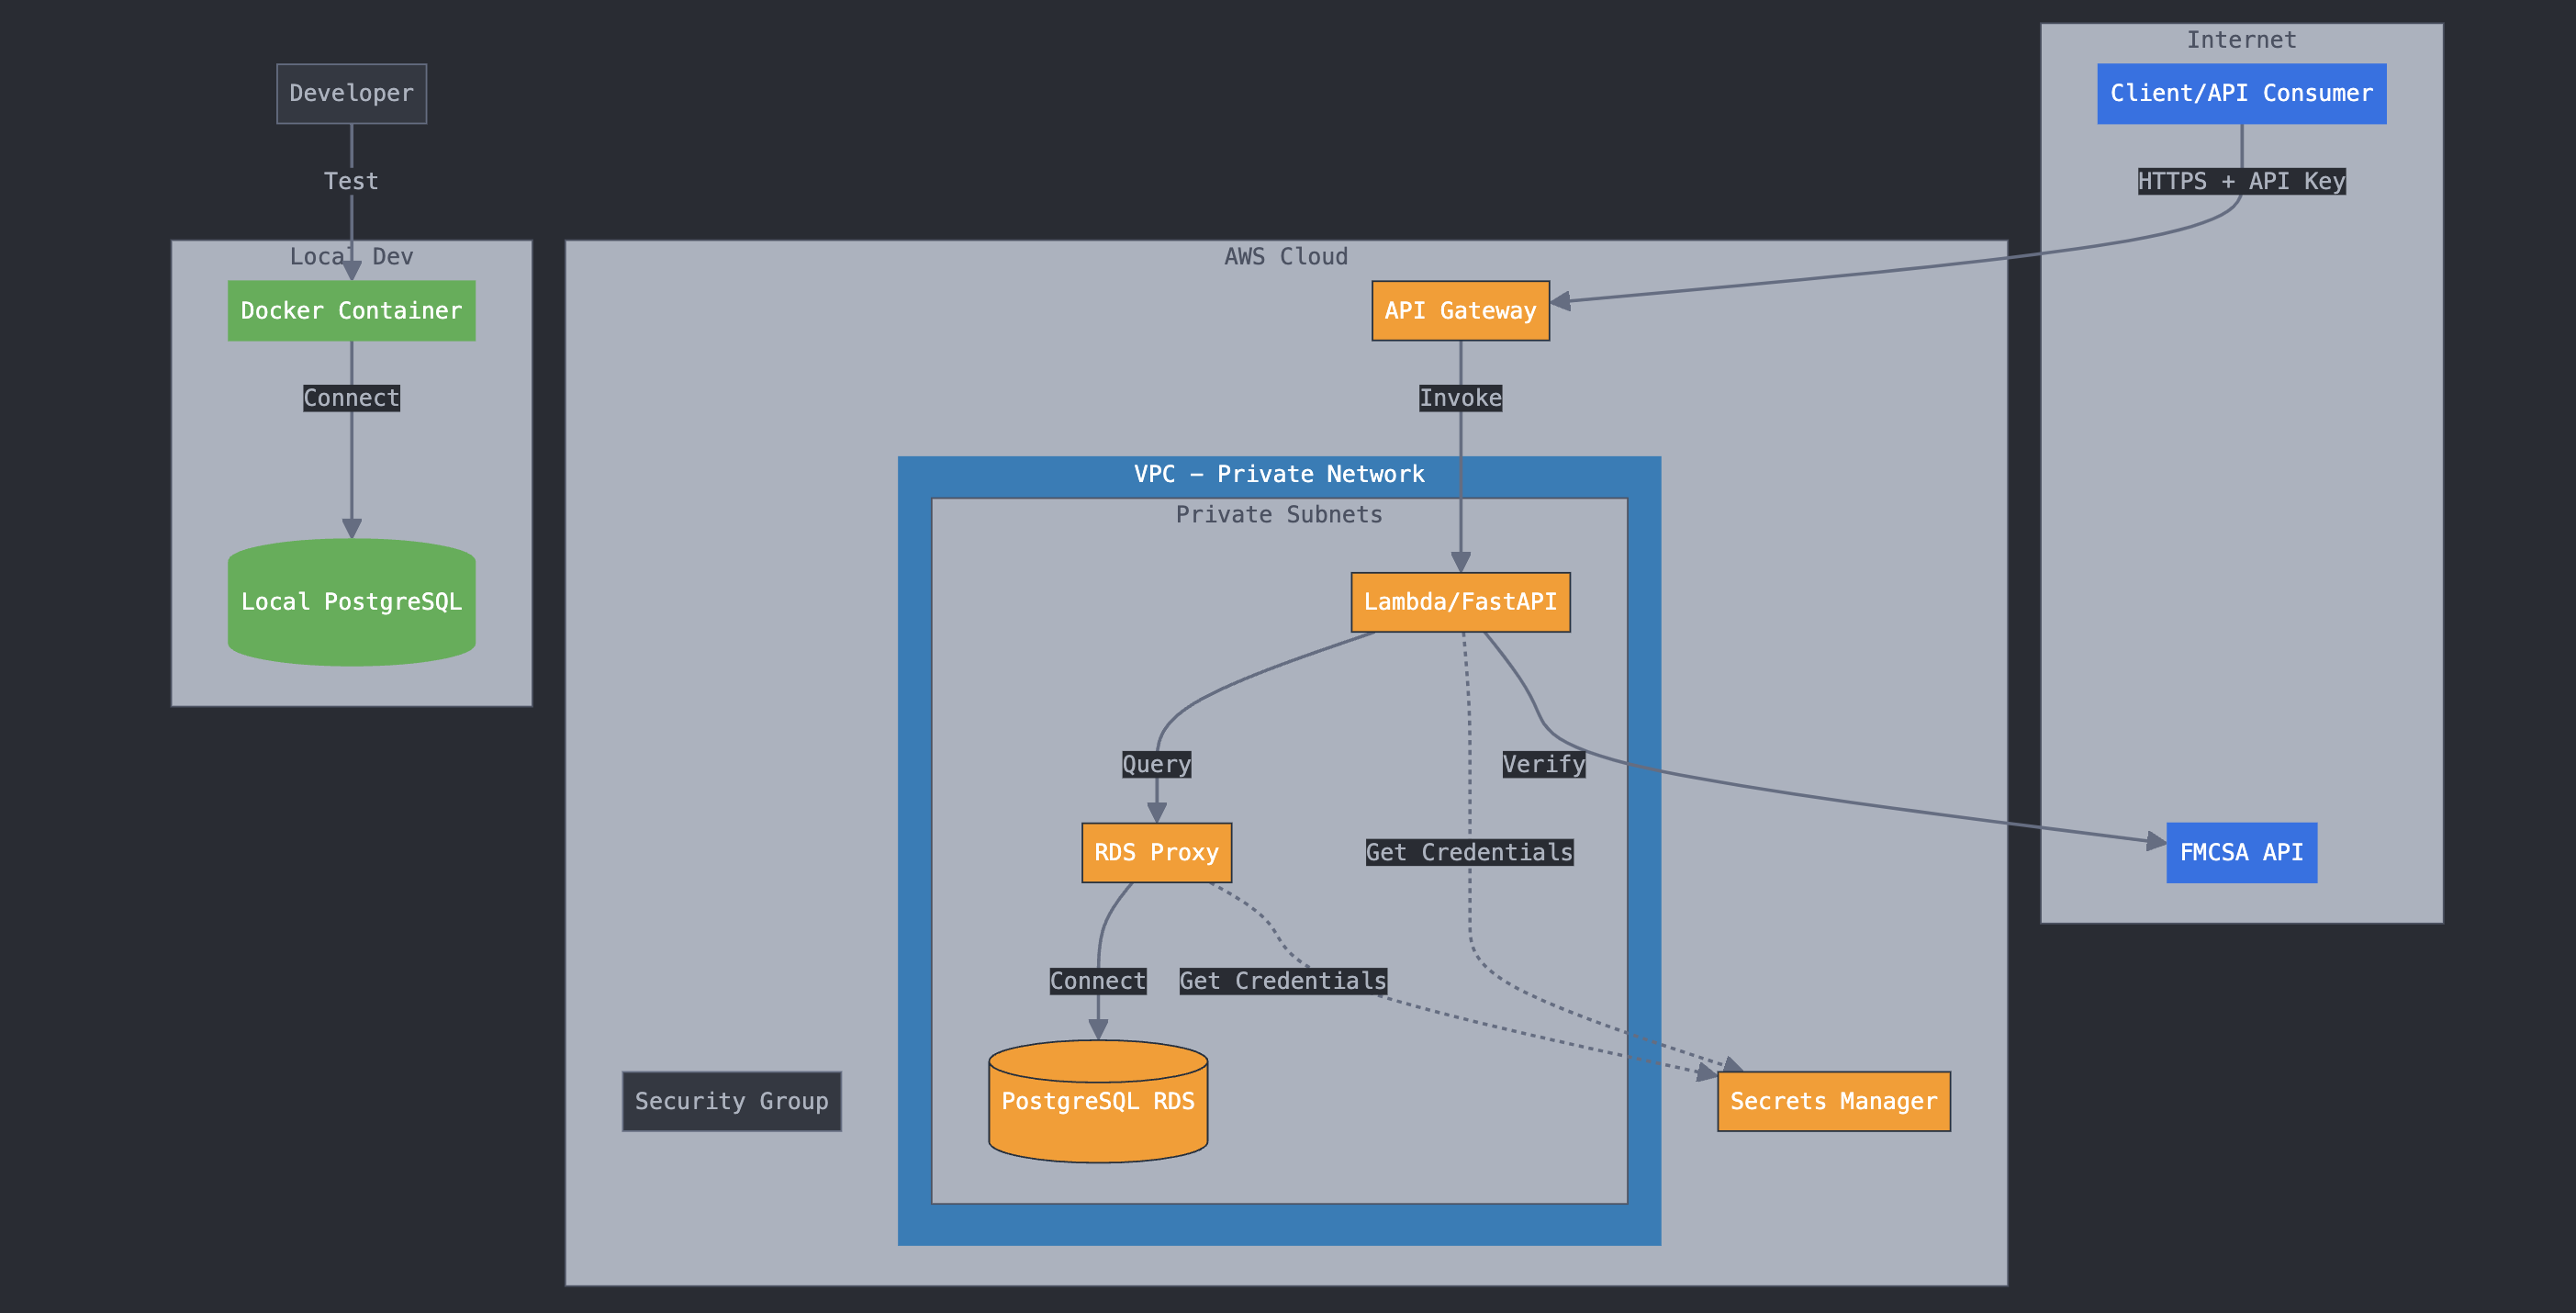 Internet
Developer
Client/API Consumer
Test
HTTPS + API Key
Local Dev
AWS Cloud
Docker Container
API Gateway
Connect
Invoke
VPC – Private Network
Private Subnets
Local PostgreSQL
Lambda/FastAPI
Query
Verify
RDS Proxy
Get Credentials
FMCSA API
Connect
Get Credentials
Security Group
PostgreSQL RDS
Secrets Manager